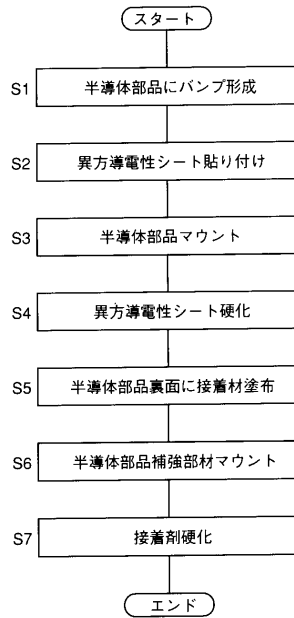 スタート
S1 半導体部品にバンプ形成
S2 異方導電性シート貼り付け
S3 半導体部品マウント
S4 異方導電性シート硬化
S5 半導体部品裏面に接着材塗布
S6 半導体部品補強部材マウント
S7 接着剤硬化
エンド